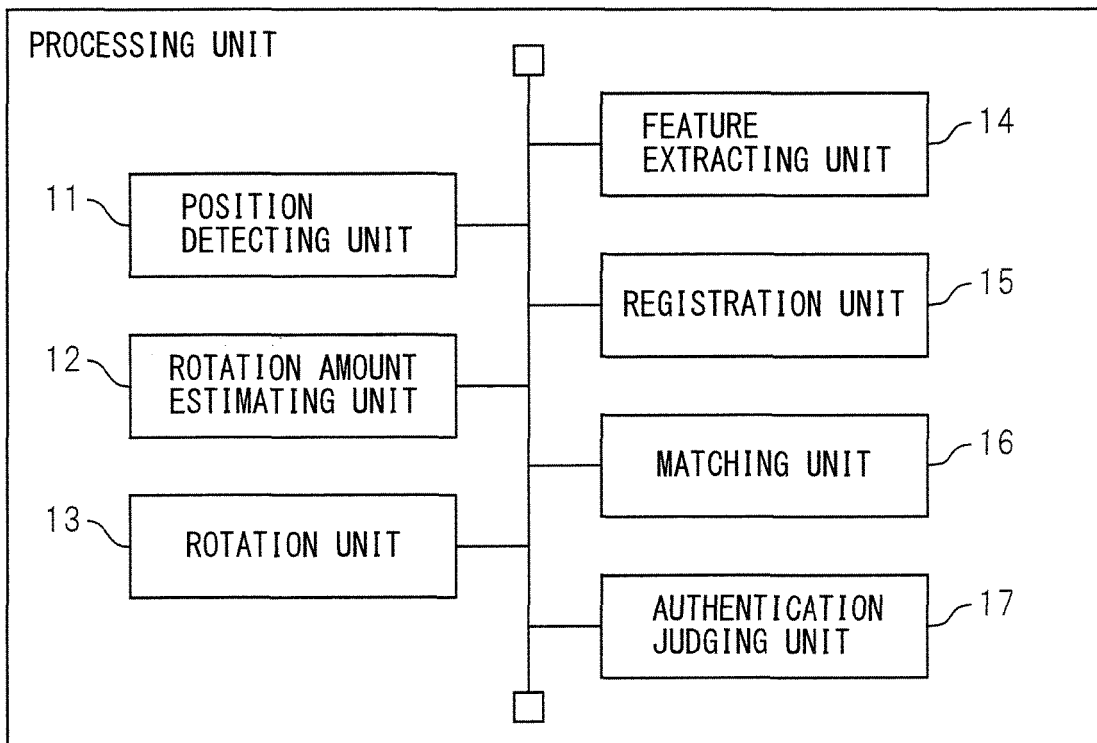 PROCESSING UNIT
11
POSITION
DETECTING UNIT
12
ROTATION AMOUNT
ESTIMATING UNIT
13
ROTATION UNIT
FEATURE
EXTRACTING UNIT
14
REGISTRATION UNIT
15
MATCHING UNIT
16
AUTHENTICATION
JUDGING UNIT
17